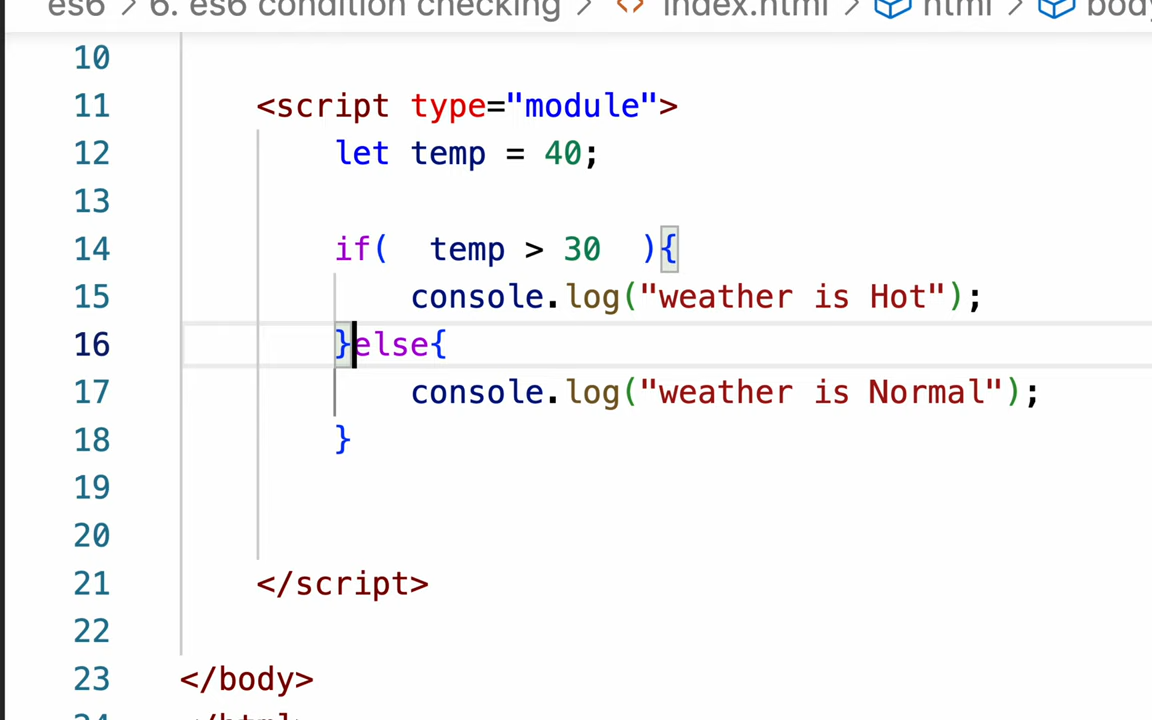 es6 > 6. es6 condition checking > <> index.html > html > body
10
11 <script type="module">
12 let temp = 40;
13
14 if(  temp > 30  ){
15 console.log("weather is Hot");
16 }else{
17 console.log("weather is Normal");
18 }
19
20
21 </script>
22
23 </body>
24 </html>